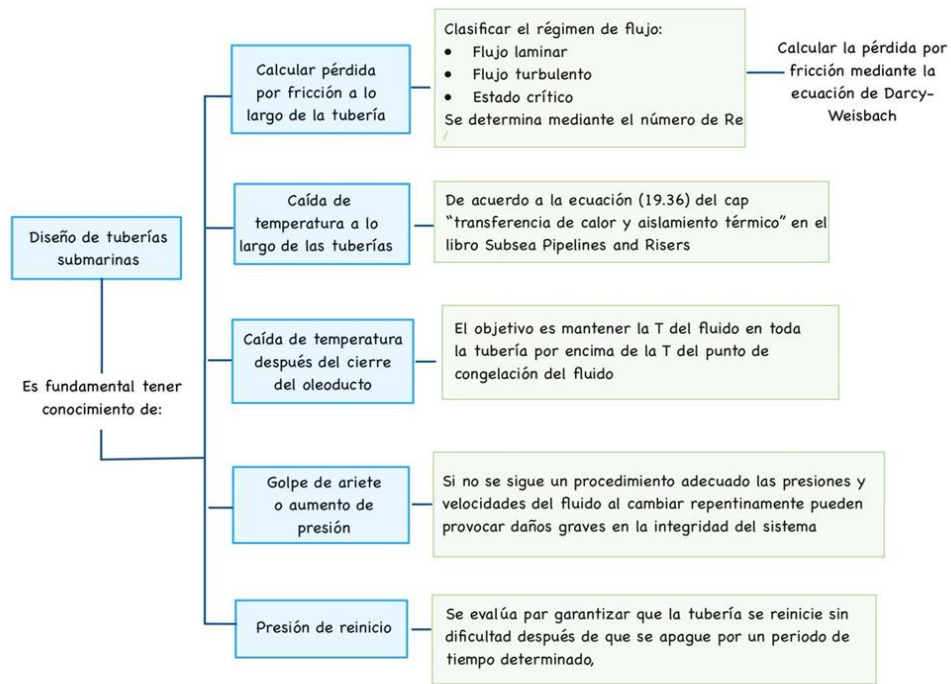 Diseño de tuberías
submarinas
Es fundamental tener
conocimiento de:
Calcular pérdida
por fricción a lo
largo de la tubería
Clasificar el régimen de flujo:
• Flujo laminar
• Flujo turbulento
• Estado crítico
Se determina mediante el número de Re
Calcular la pérdida por
fricción mediante la
ecuación de Darcy-
Weisbach
Caída de
temperatura a lo
largo de las tuberías
De acuerdo a la ecuación (19.36) del cap
“transferencia de calor y aislamiento térmico” en el
libro Subsea Pipelines and Risers
Caída de temperatura
después del cierre
del oleoducto
El objetivo es mantener la T del fluido en toda
la tubería por encima de la T del punto de
congelación del fluido
Golpe de ariete
o aumento de
presión
Si no se sigue un procedimiento adecuado las presiones y
velocidades del fluido al cambiar repentinamente pueden
provocar daños graves en la integridad del sistema
Presión de reinicio
Se evalúa par garantizar que la tubería se reinicie sin
dificultad después de que se apague por un periodo de
tiempo determinado,